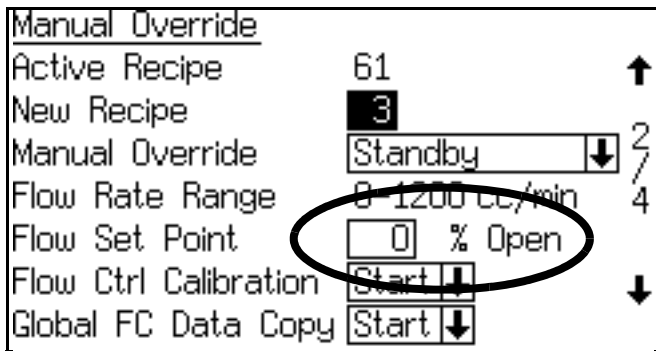 Manual Override
Active Recipe 61
New Recipe 3
Manual Override Standby
2/4
Flow Rate Range 0-1200 cc/min
Flow Set Point 0 % Open
Flow Ctrl Calibration Start
Global FC Data Copy Start